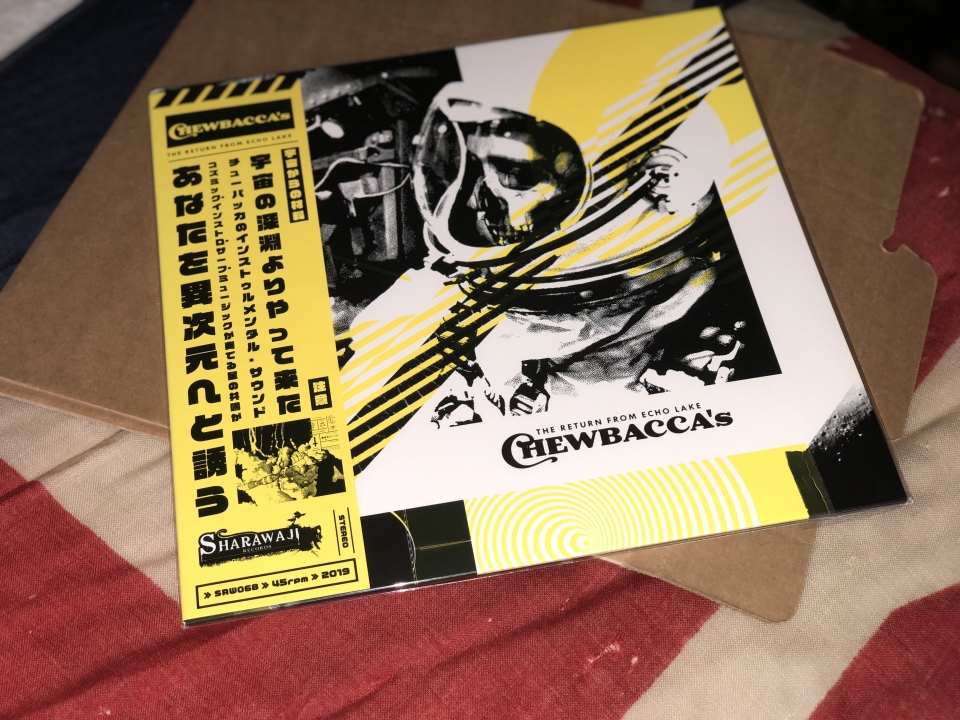 CHEWBACCA's
THE RETURN FROM ECHO LAKE
宇宙の深淵よりやって来た
チューバッカのインストゥルメンタル・サウンド
あなたを異次元へと誘う
注意
SHARAWAJI
RECORDS
STEREO
» SRW068 » 45rpm » 2019
THE RETURN FROM ECHO LAKE
CHEWBACCA's